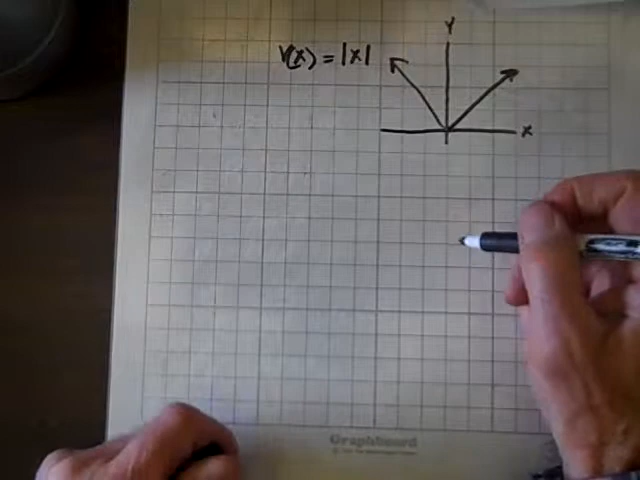 V(x) = |x|
Y
x
Graphboard